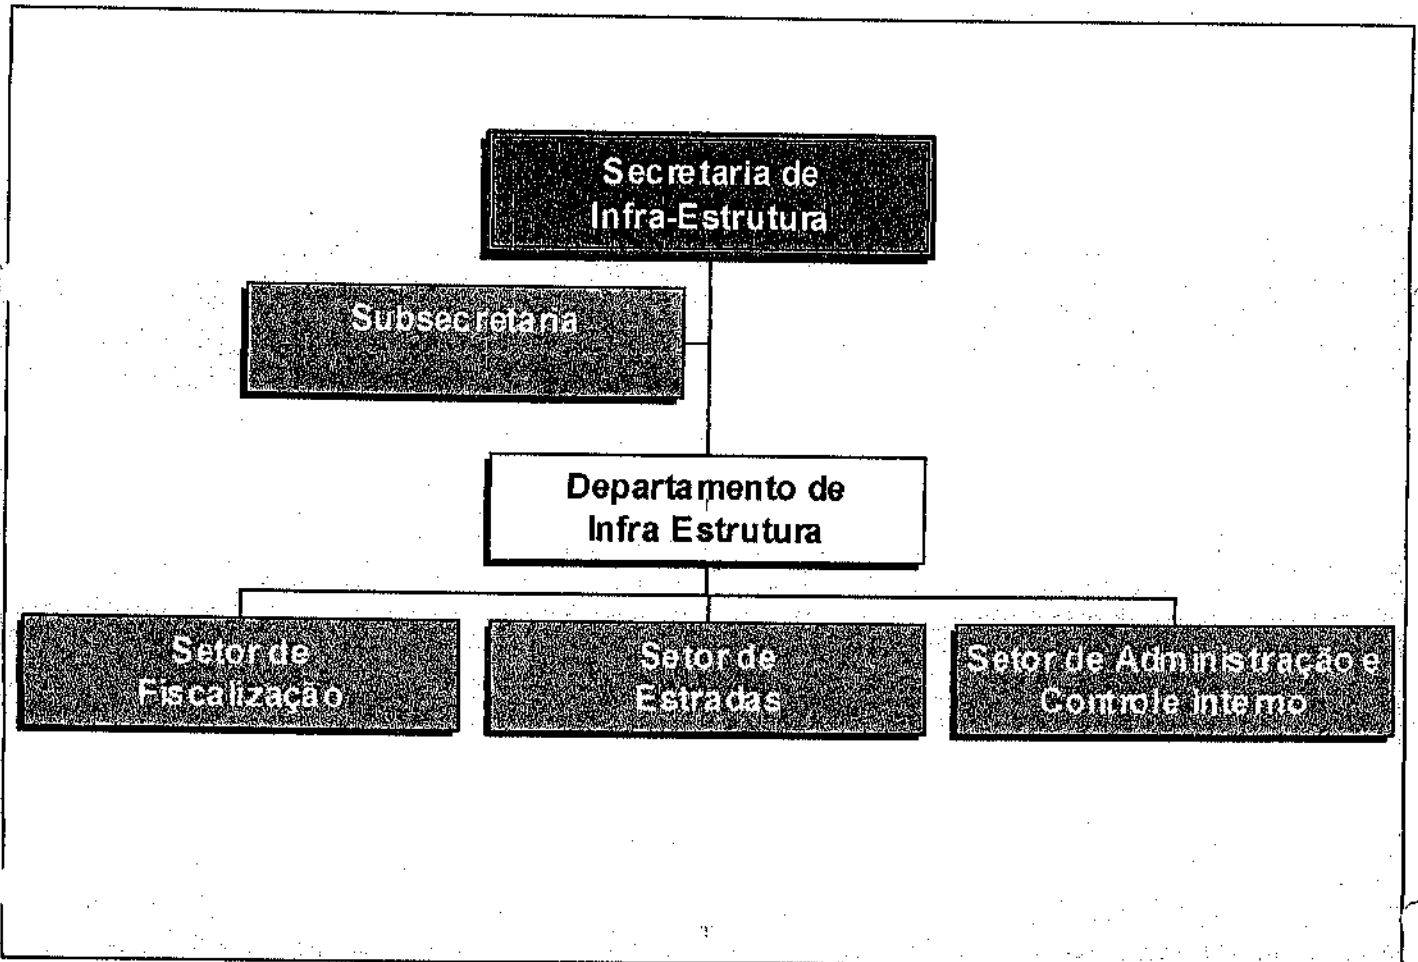 Secretaria de
Infra-Estrutura
Subsecretaria
Departamento de
Infra Estrutura
Setor de
Fiscalização
Setor de
Estradas
Setor de Administração e
Controle Interno